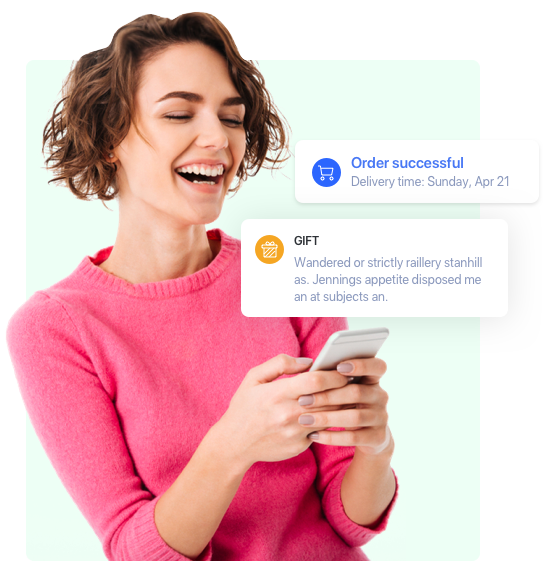 Order successful
Delivery time: Sunday, Apr 21
GIFT
Wandered or strictly raillery stanhill
as. Jennings appetite disposed me
an at subjects an.